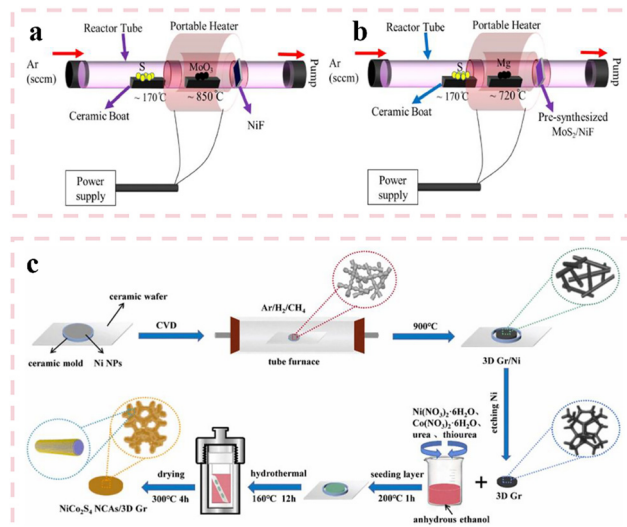 a
Reactor Tube
Portable Heater
Ar
(sccm)
S
MoO₃
Pump
~ 170℃
~ 850℃
Ceramic Boat
NiF
Power
supply
b
Reactor Tube
Portable Heater
Ar
(sccm)
S
Mg
Pump
~ 170℃
~ 720℃
Ceramic Boat
Pre-synthesized
MoS₂/NiF
Power
supply
c
ceramic wafer
ceramic mold
Ni NPs
CVD
Ar/H₂/CH₄
tube furnace
900℃
3D Gr/Ni
etching Ni
3D Gr
+
Ni(NO₃)₂·6H₂O、
Co(NO₃)₂·6H₂O
urea、thiourea
anhydrous ethanol
seeding layer
200℃ 1h
hydrothermal
160℃ 12h
drying
300℃ 4h
NiCo₂S₄ NCAs/3D Gr